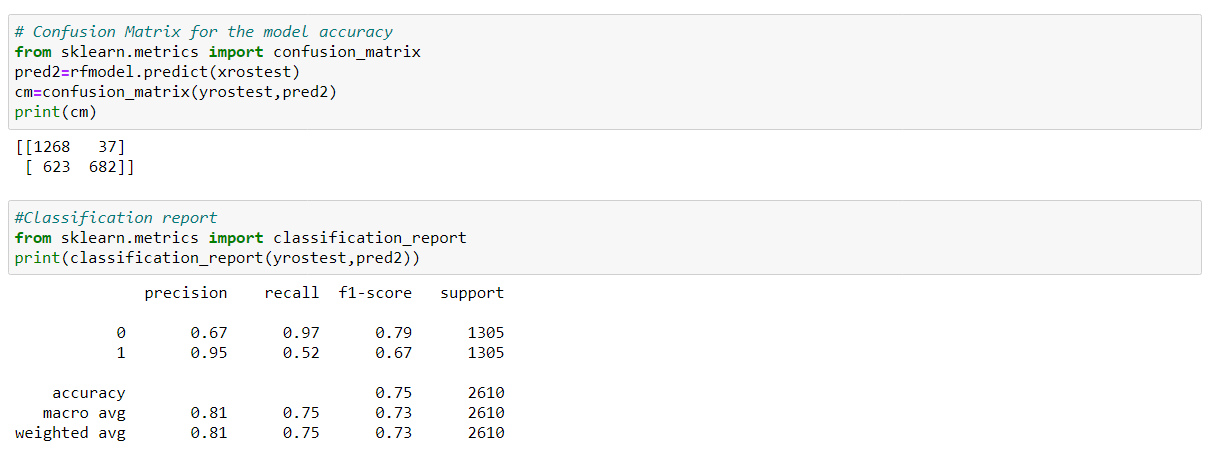 # Confusion Matrix for the model accuracy
from sklearn.metrics import confusion_matrix
pred2=rfmodel.predict(xrostest)
cm=confusion_matrix(yrostest,pred2)
print(cm)
[[1268   37]
 [ 623  682]]
#Classification report
from sklearn.metrics import classification_report
print(classification_report(yrostest,pred2))
              precision    recall  f1-score   support
           0       0.67      0.97      0.79      1305
           1       0.95      0.52      0.67      1305
    accuracy                           0.75      2610
   macro avg       0.81      0.75      0.73      2610
weighted avg       0.81      0.75      0.73      2610